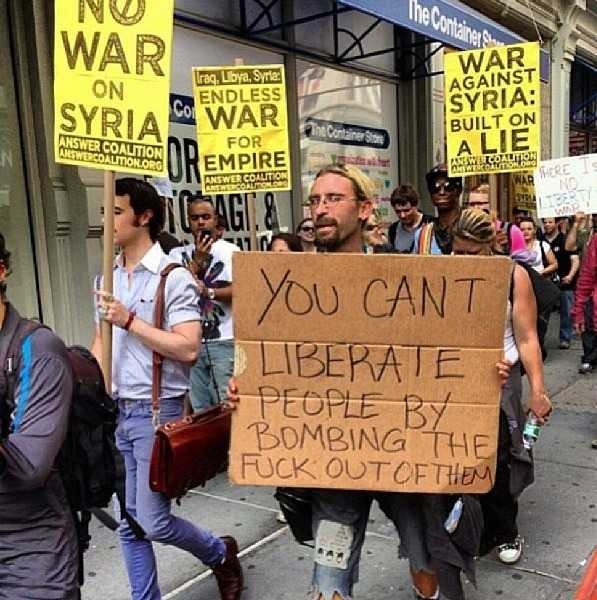 NO
WAR
ON
SYRIA
ANSWER COALITION
ANSWERCOALITION.ORG
Iraq, Libya, Syria:
ENDLESS
WAR
FOR
EMPIRE
ANSWER COALITION
ANSWERCOALITION.ORG
The Container Store
WAR
AGAINST
SYRIA:
BUILT ON
A LIE
ANSWER COALITION
ANSWERCOALITION.ORG
THERE IS
NO
LIBERTY
WAR
The Container Store
WAR
YOU CANT
LIBERATE
PEOPLE BY
BOMBING THE
FUCK OUT OF THEM